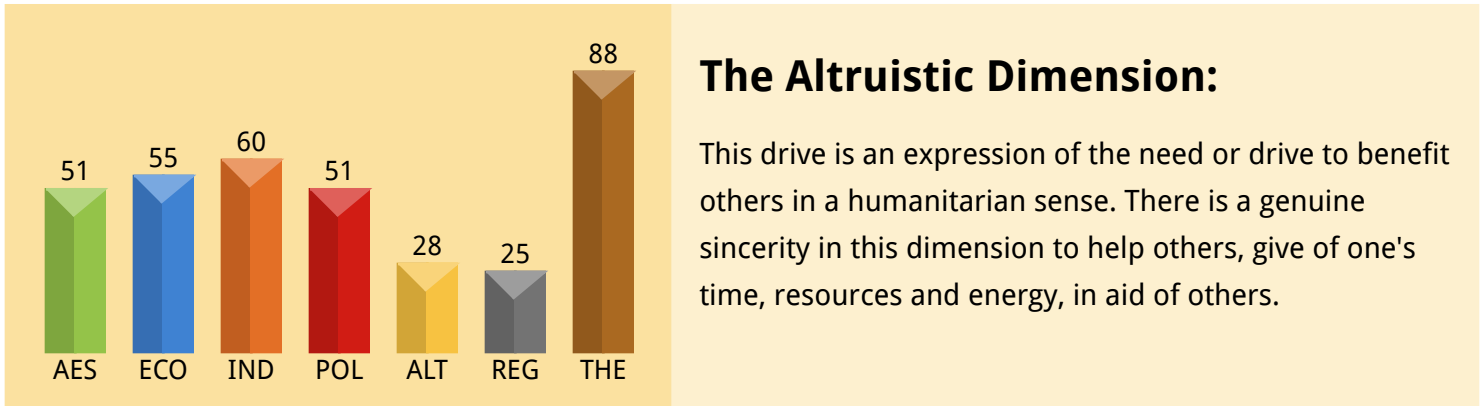 88
60
55
51
51
28
25
AES ECO IND POL ALT REG THE
The Altruistic Dimension:
This drive is an expression of the need or drive to benefit
others in a humanitarian sense. There is a genuine
sincerity in this dimension to help others, give of one's
time, resources and energy, in aid of others.